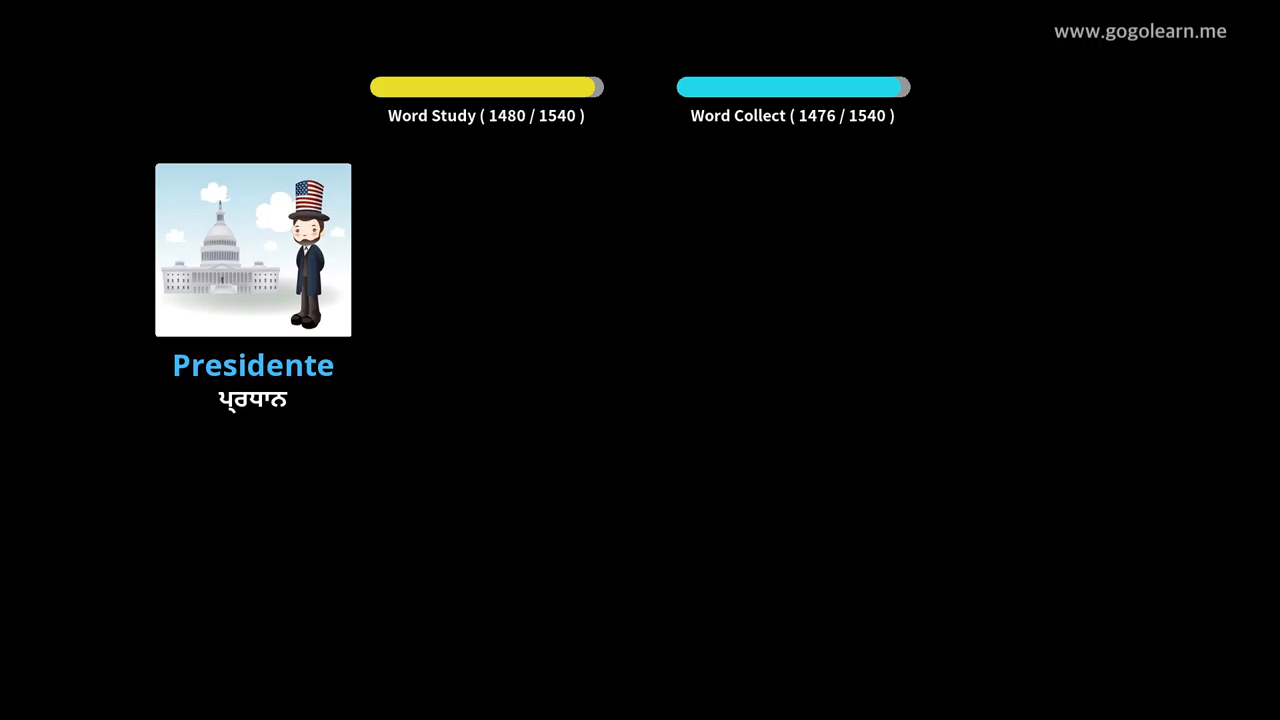 www.gogolearn.me
Word Study ( 1480 / 1540 )
Word Collect ( 1476 / 1540 )
Presidente
ਪ੍ਰਧਾਨ